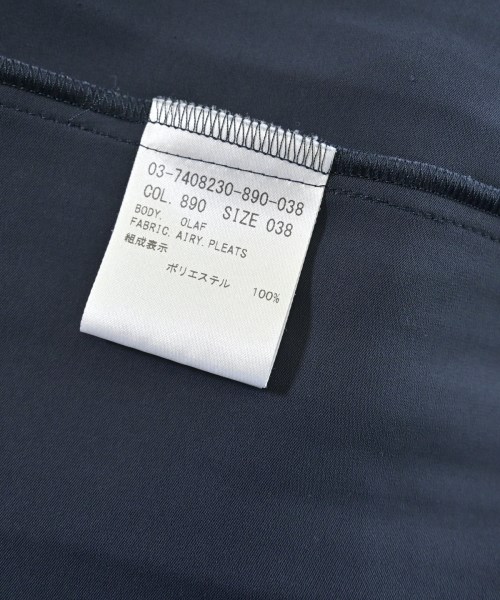 03-7408230-890-038
COL. 890 SIZE 038
BODY. OLAF
FABRIC. AIRY. PLEATS
組成表示
ポリエステル 100%